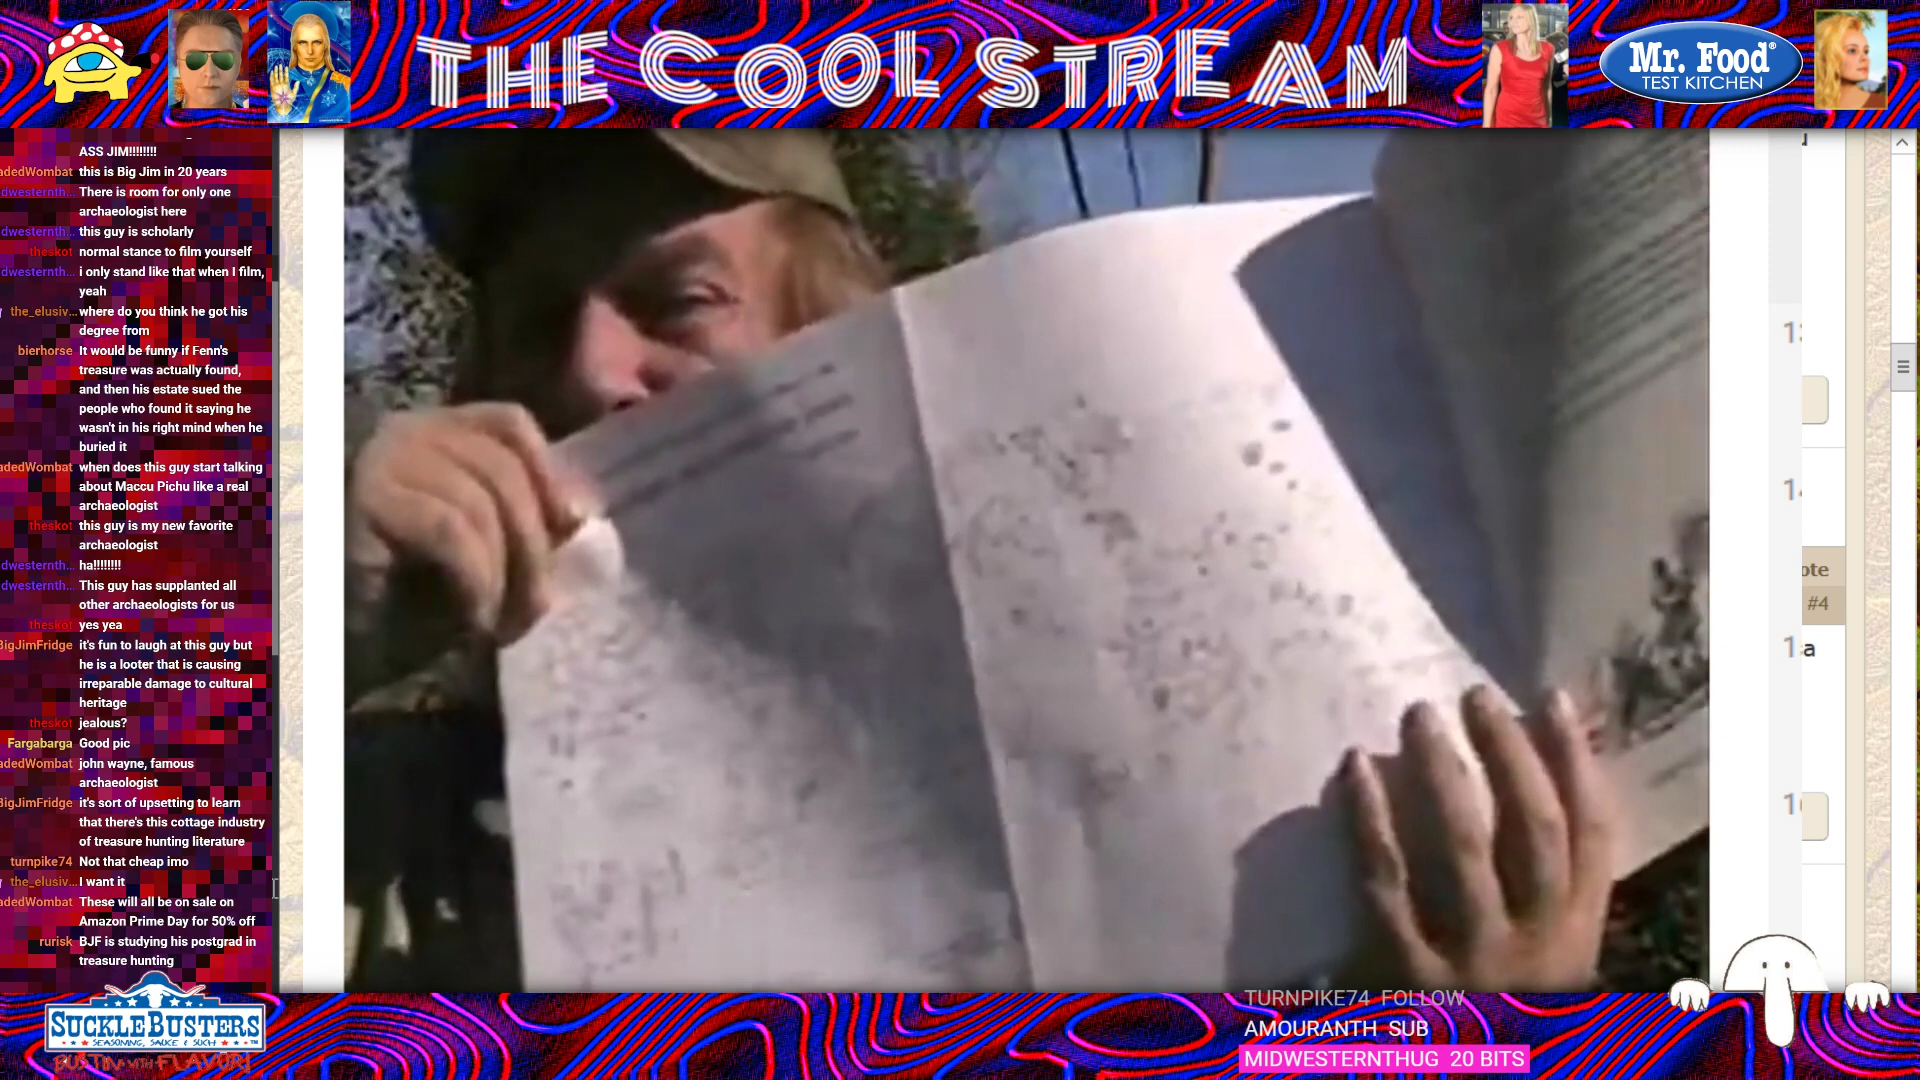 THE COOL STREAM
Mr. Food®
TEST KITCHEN
ASS JIM!!!!!!!!
adedWombat this is Big Jim in 20 years
dwesternth... There is room for only one
archaeologist here
dwesternth... this guy is scholarly
theskot normal stance to film yourself
dwesternth... i only stand like that when I film,
yeah
the_elusiv... where do you think he got his
degree from
bierhorse It would be funny if Fenn's
treasure was actually found,
and then his estate sued the
people who found it saying he
wasn't in his right mind when he
buried it
adedWombat when does this guy start talking
about Maccu Pichu like a real
archaeologist
theskot this guy is my new favorite
archaeologist
dwesternth... ha!!!!!!!!
dwesternth... This guy has supplanted all
other archaeologists for us
theskot yes yea
BigJimFridge it's fun to laugh at this guy but
he is a looter that is causing
irreparable damage to cultural
heritage
theskot jealous?
Fargabarga Good pic
adedWombat john wayne, famous
archaeologist
BigJimFridge it's sort of upsetting to learn
that there's this cottage industry
of treasure hunting literature
turnpike74 Not that cheap imo
the_elusiv... I want it
adedWombat These will all be on sale on
Amazon Prime Day for 50% off
rurisk BJF is studying his postgrad in
treasure hunting
ote
#4
a
SUCKLEBUSTERS
SEASONING, SAUCE & SUCH
BUSTIN WITH FLAVOR!
TURNPIKE74 FOLLOW
AMOURANTH SUB
MIDWESTERNTHUG 20 BITS